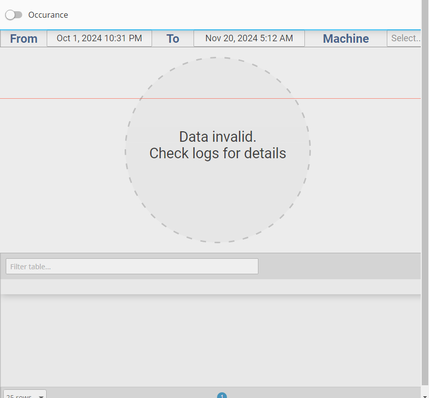 Occurance
From Oct 1, 2024 10:31 PM To Nov 20, 2024 5:12 AM Machine Select...
Data invalid.
Check logs for details
Filter table...
25 rows 1